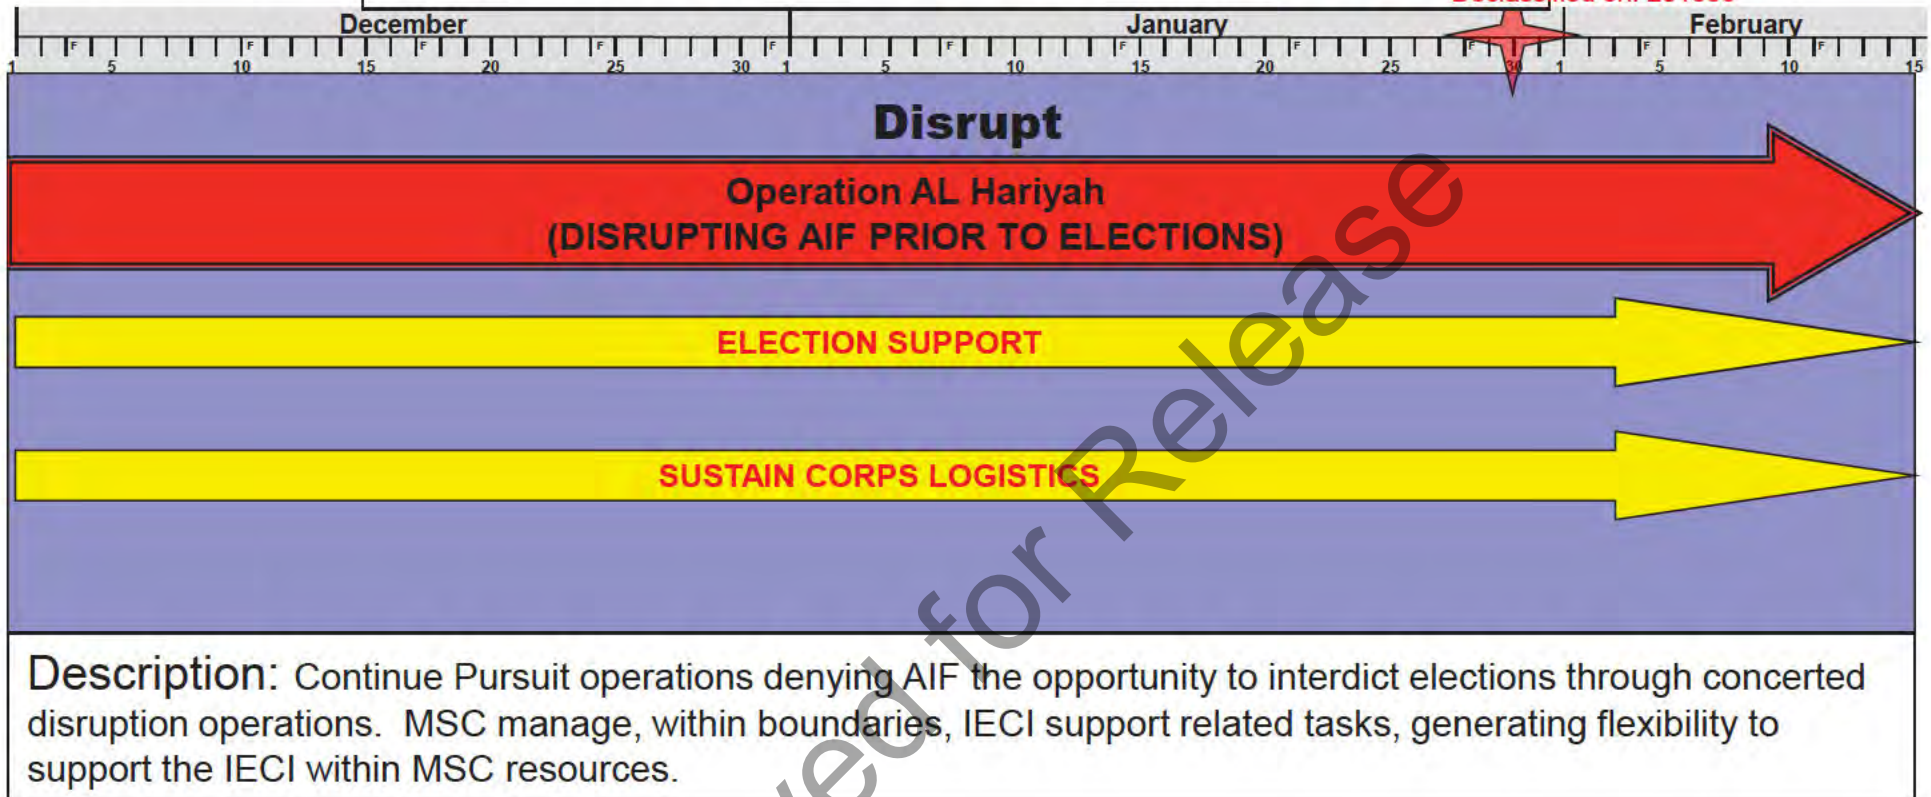 December January February
F F F F F F F F F F F
1 5 10 15 20 25 30 1 5 10 15 20 25 30 1 5 10 15
Disrupt
Operation AL Hariyah
(DISRUPTING AIF PRIOR TO ELECTIONS)
ELECTION SUPPORT
SUSTAIN CORPS LOGISTICS
Description: Continue Pursuit operations denying AIF the opportunity to interdict elections through concerted
disruption operations. MSC manage, within boundaries, IECI support related tasks, generating flexibility to
support the IECI within MSC resources.
for Release